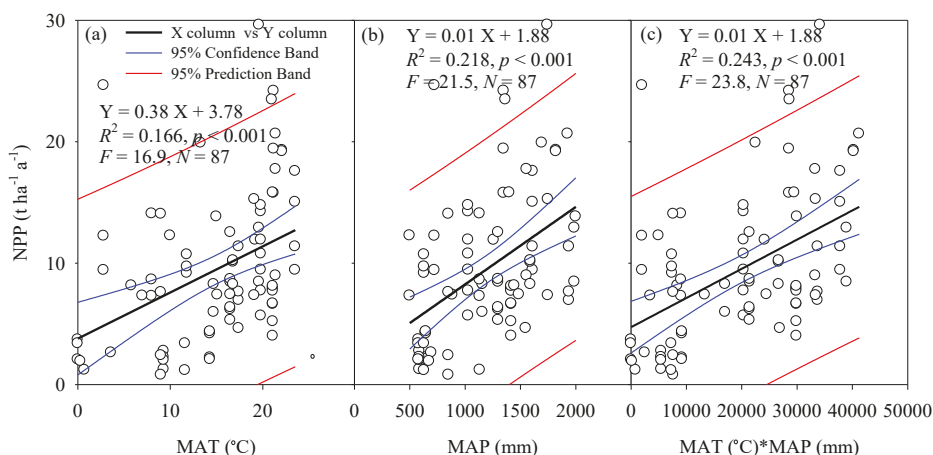 (a)
X column vs Y column
95% Confidence Band
95% Prediction Band
Y = 0.38 X + 3.78
R² = 0.166, p < 0.001
F = 16.9, N = 87
(b)
Y = 0.01 X + 1.88
R² = 0.218, p < 0.001
F = 21.5, N = 87
(c)
Y = 0.01 X + 1.88
R² = 0.243, p < 0.001
F = 23.8, N = 87
NPP (t ha⁻¹ a⁻¹)
30
20
10
0
0 10 20
MAT (°C)
500 1000 1500 2000
MAP (mm)
0 10000 20000 30000 40000 50000
MAT (°C)*MAP (mm)